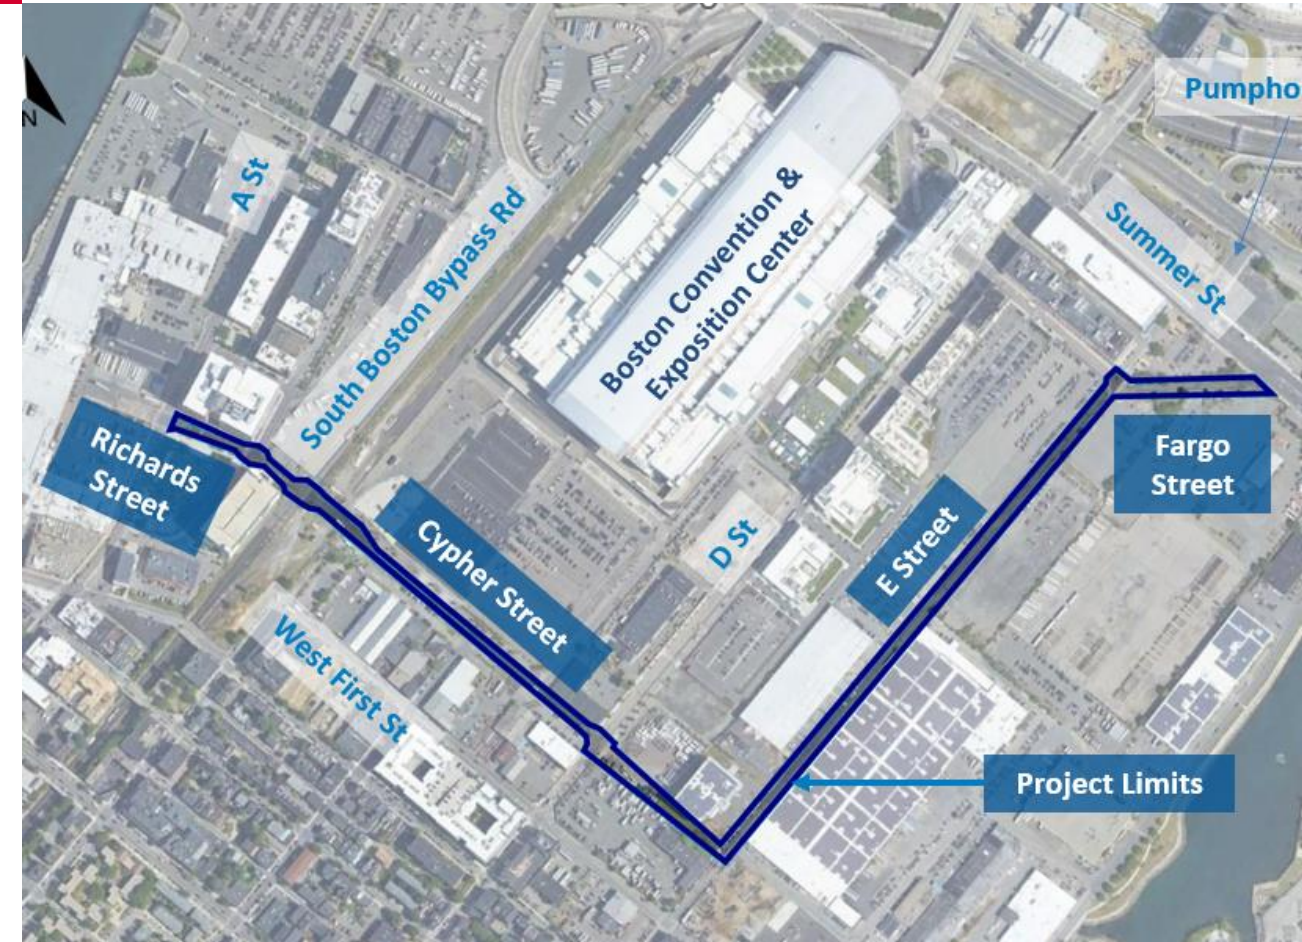 N
Pumpho
A St
Summer St
Boston Convention &
Exposition Center
South Boston Bypass Rd
Richards
Street
Fargo
Street
Cypher Street
D St
E Street
West First St
Project Limits